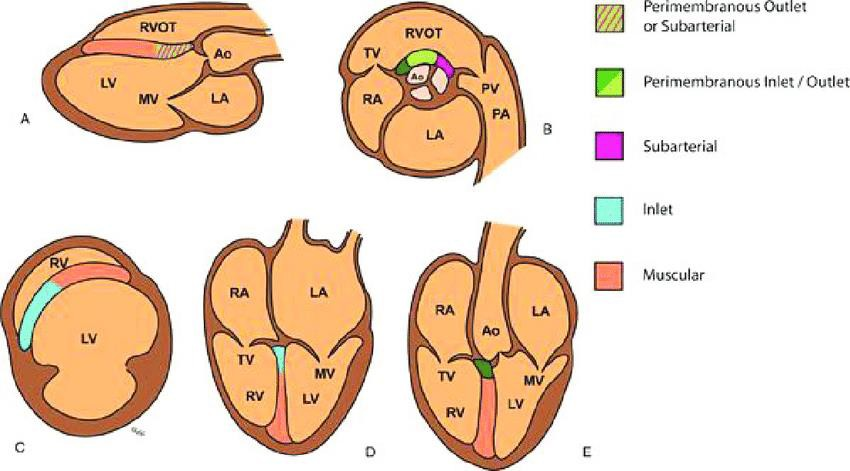 RVOT
Ao
LV
MV
LA
A
RVOT
TV
Ao
RA
PV
PA
LA
B
Perimembranous Outlet
or Subarterial
Perimembranous Inlet / Outlet
Subarterial
Inlet
Muscular
RV
LV
C
RA
LA
TV
MV
RV
LV
D
RA
LA
Ao
TV
MV
RV
LV
E